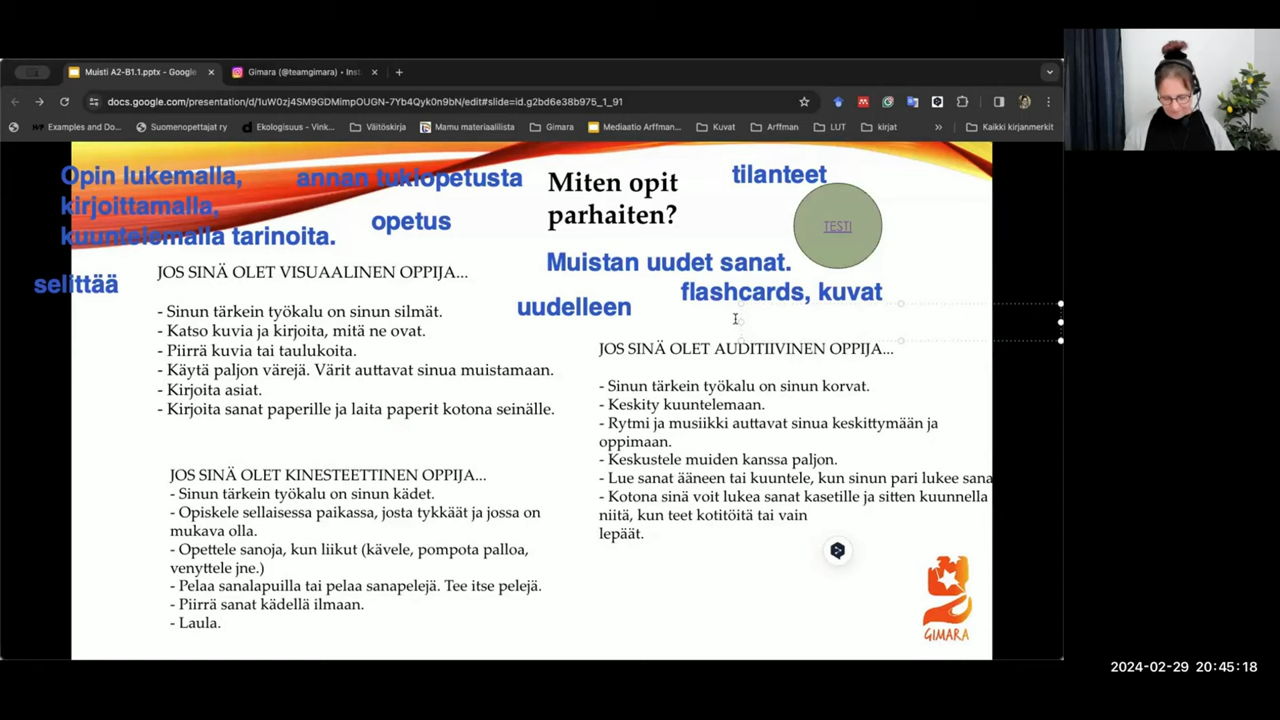 Muisti A2-B1.1.pptx - Google
Gimara (@teamgimara) • Inst
docs.google.com/presentation/d/1uW0zj4SM9GDMimpOUGN-7Yb4Qyk0n9bN/edit#slide=id.g2bd6e38b975_1_91
Examples and Do...
Suomenopettajat ry
Ekologisuus - Vink...
Väitöskirja
Mamu materiaalista
Gimara
Mediaatio Arffman...
Kuvat
Arffman
LUT
kirjat
»
Kaikki kirjanmerkit
Opin lukemalla,
kirjoittamalla,
kuuntelemalla tarinoita.
annan tukiopetusta
opetus
selittää
Miten opit
parhaiten?
tilanteet
TESTI
Muistan uudet sanat.
flashcards, kuvat
uudelleen
JOS SINÄ OLET VISUAALINEN OPPIJA...
- Sinun tärkein työkalu on sinun silmät.
- Katso kuvia ja kirjoita, mitä ne ovat.
- Piirrä kuvia tai taulukoita.
- Käytä paljon värejä. Värit auttavat sinua muistamaan.
- Kirjoita asiat.
- Kirjoita sanat paperille ja laita paperit kotona seinälle.
JOS SINÄ OLET KINESTEETTINEN OPPIJA...
- Sinun tärkein työkalu on sinun kädet.
- Opiskele sellaisessa paikassa, josta tykkäät ja jossa on
mukava olla.
- Opettele sanoja, kun liikut (kävele, pompota palloa,
venyttele jne.)
- Pelaa sanalapuilla tai pelaa sanapelejä. Tee itse pelejä.
- Piirrä sanat kädellä ilmaan.
- Laula.
JOS SINÄ OLET AUDITIIVINEN OPPIJA...
- Sinun tärkein työkalu on sinun korvat.
- Keskity kuuntelemaan.
- Rytmi ja musiikki auttavat sinua keskittymään ja
oppimaan.
- Keskustele muiden kanssa paljon.
- Lue sanat ääneen tai kuuntele, kun sinun pari lukee sana
- Kotona sinä voit lukea sanat kasetille ja sitten kuunnella
niitä, kun teet kotitöitä tai vain
lepäät.
GIMARA
2024-02-29 20:45:18